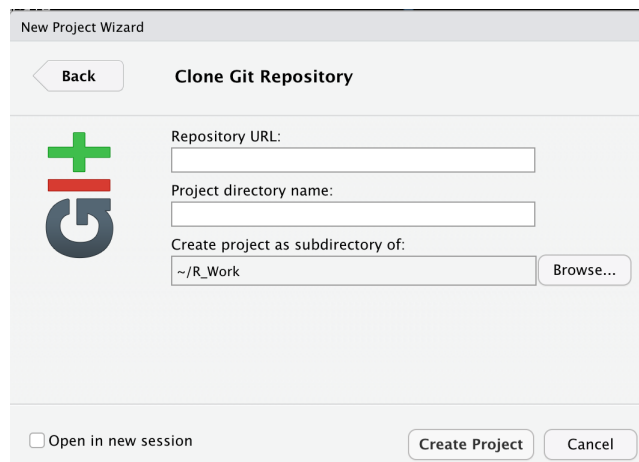 New Project Wizard
Back
Clone Git Repository
GIT
Repository URL:
Project directory name:
Create project as subdirectory of:
~/R_Work
Browse...
Open in new session
Create Project
Cancel